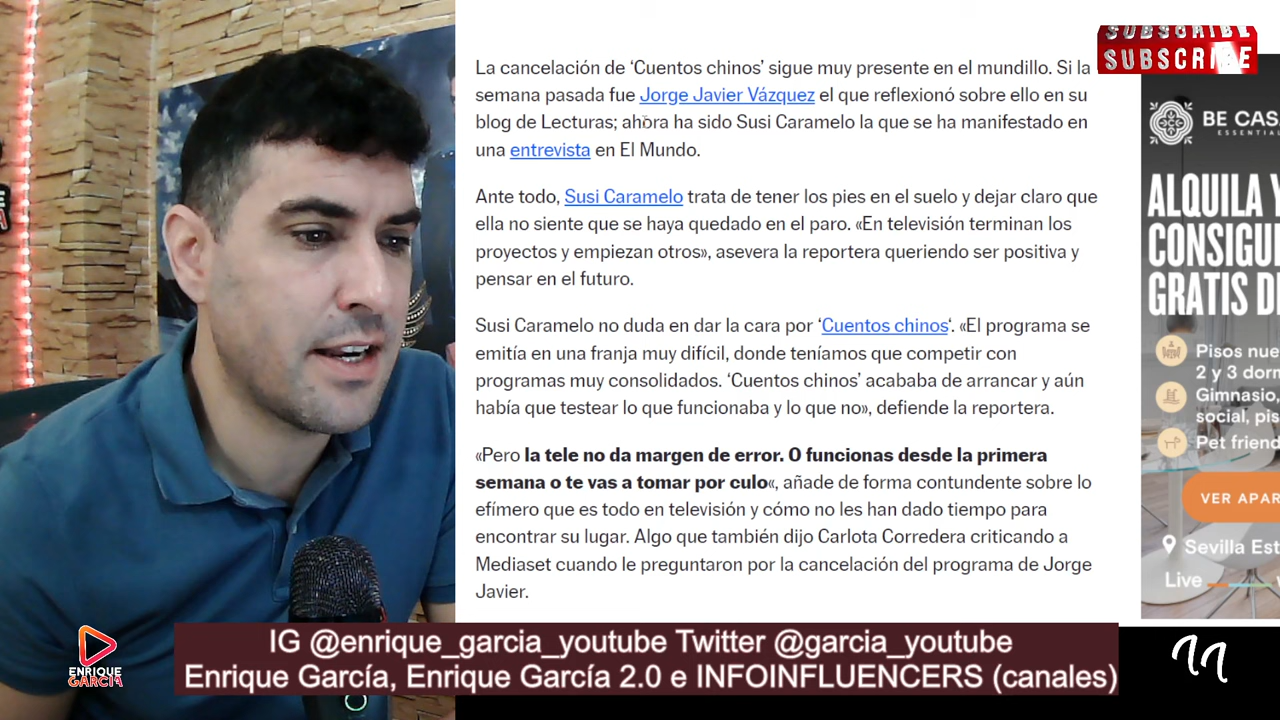 SUBSCRIBE
SUBSCRIBE
La cancelación de ‘Cuentos chinos’ sigue muy presente en el mundillo. Si la
semana pasada fue Jorge Javier Vázquez el que reflexionó sobre ello en su
blog de Lecturas; ahora ha sido Susi Caramelo la que se ha manifestado en
una entrevista en El Mundo.
Ante todo, Susi Caramelo trata de tener los pies en el suelo y dejar claro que
ella no siente que se haya quedado en el paro. «En televisión terminan los
proyectos y empiezan otros», asevera la reportera queriendo ser positiva y
pensar en el futuro.
Susi Caramelo no duda en dar la cara por ‘Cuentos chinos‘. «El programa se
emitía en una franja muy difícil, donde teníamos que competir con
programas muy consolidados. ‘Cuentos chinos’ acababa de arrancar y aún
había que testear lo que funcionaba y lo que no», defiende la reportera.
«Pero la tele no da margen de error. O funcionas desde la primera
semana o te vas a tomar por culo«, añade de forma contundente sobre lo
efímero que es todo en televisión y cómo no les han dado tiempo para
encontrar su lugar. Algo que también dijo Carlota Corredera criticando a
Mediaset cuando le preguntaron por la cancelación del programa de Jorge
Javier.
BE CAS
ESSENTIAL
ALQUILA Y
CONSIGU
GRATIS D
Pisos nue
2 y 3 dorm
Gimnasio,
social, pis
Pet friend
VER APAR
Sevilla Est
Live
ENRIQUE
GARCÍA
IG @enrique_garcia_youtube Twitter @garcia_youtube
Enrique García, Enrique García 2.0 e INFOINFLUENCERS (canales)